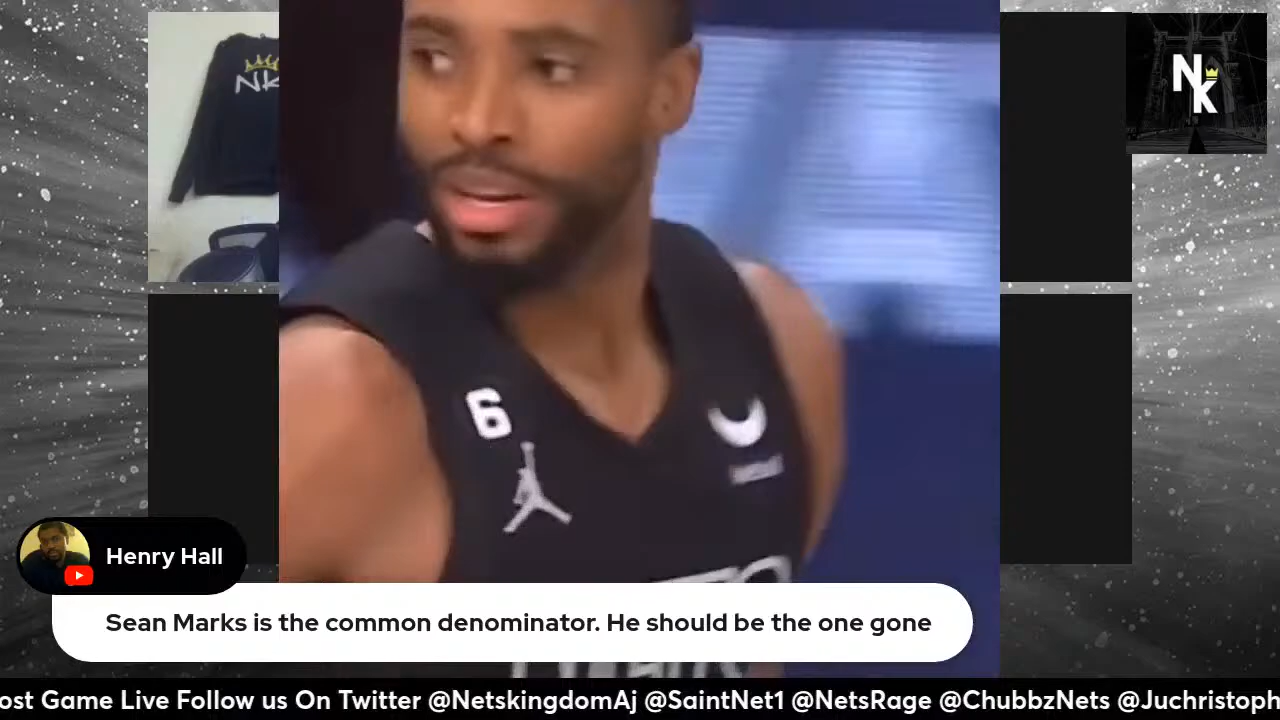 NK
NK
6
Henry Hall
Sean Marks is the common denominator. He should be the one gone
ost Game Live Follow us On Twitter @NetskingdomAj @SaintNet1 @NetsRage @ChubbzNets @Juchristoph